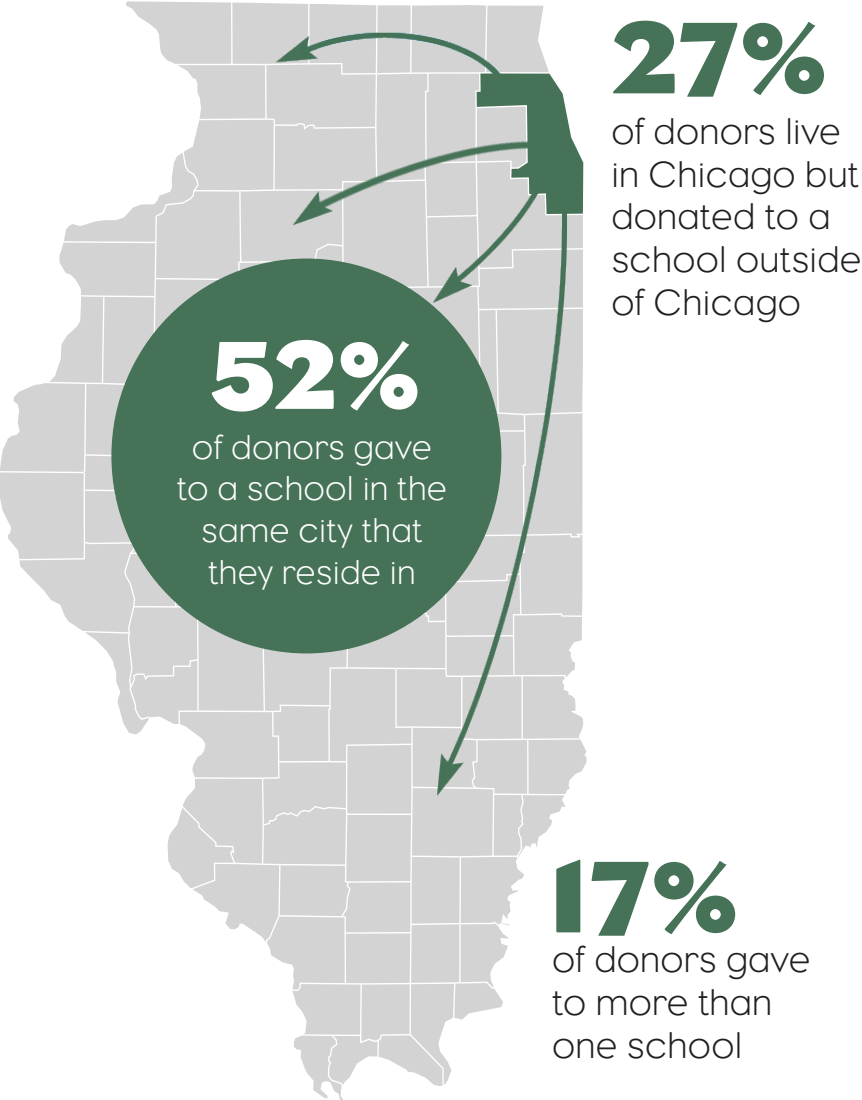 27%
of donors live
in Chicago but
donated to a
school outside
of Chicago
52%
of donors gave
to a school in the
same city that
they reside in
17%
of donors gave
to more than
one school